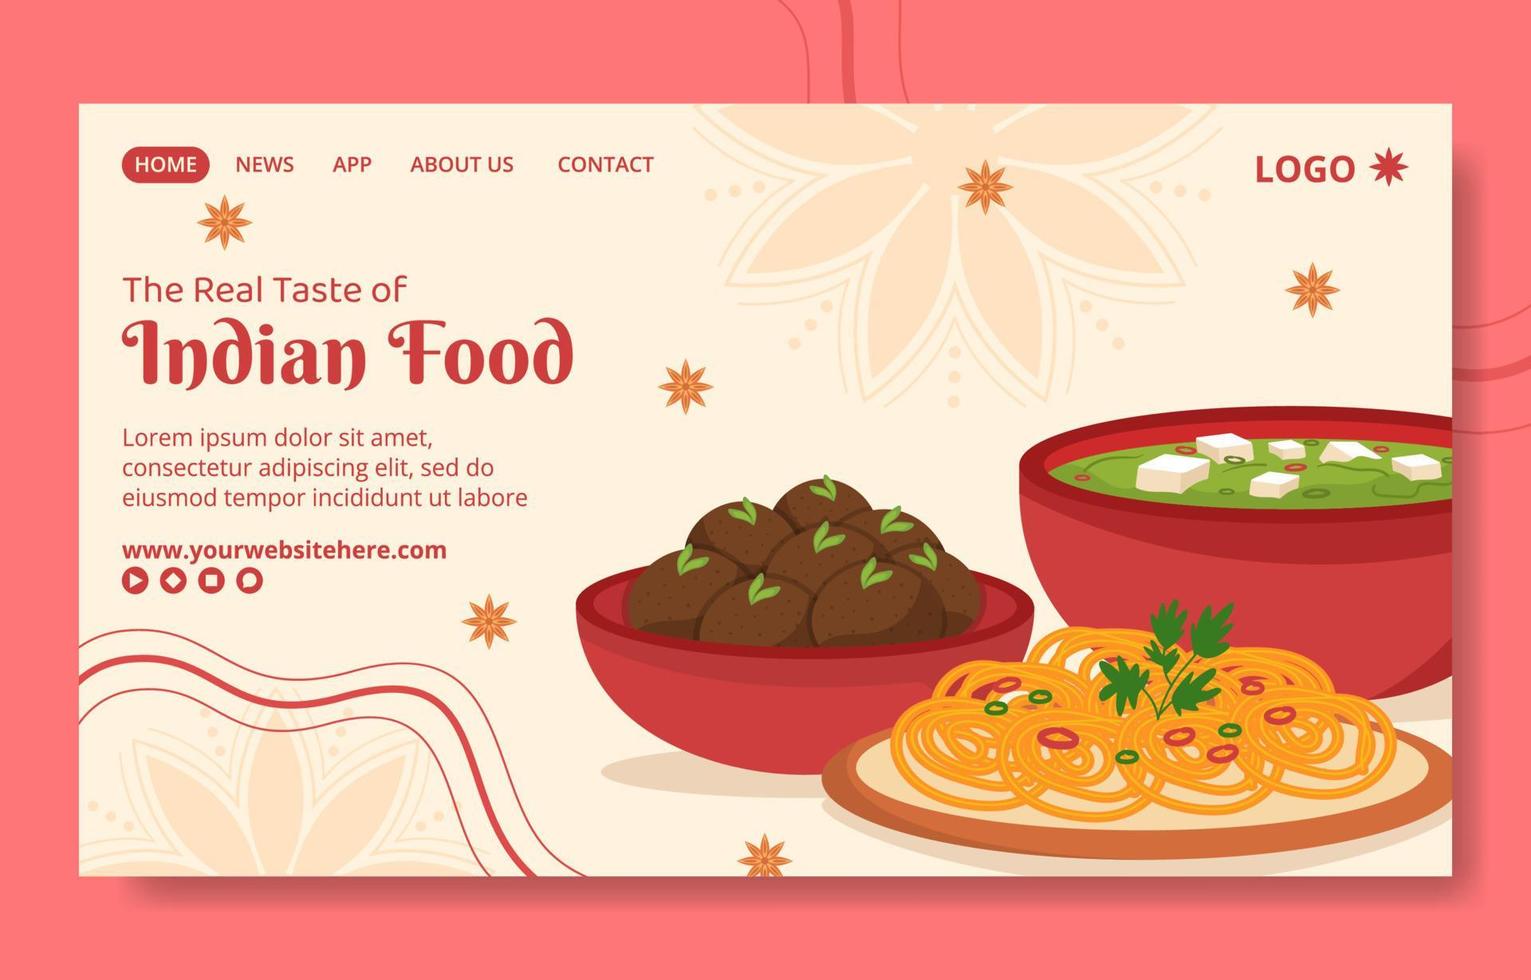 HOME NEWS APP ABOUT US CONTACT LOGO
The Real Taste of
Indian Food
Lorem ipsum dolor sit amet,
consectetur adipiscing elit, sed do
eiusmod tempor incididunt ut labore
www.yourwebsitehere.com